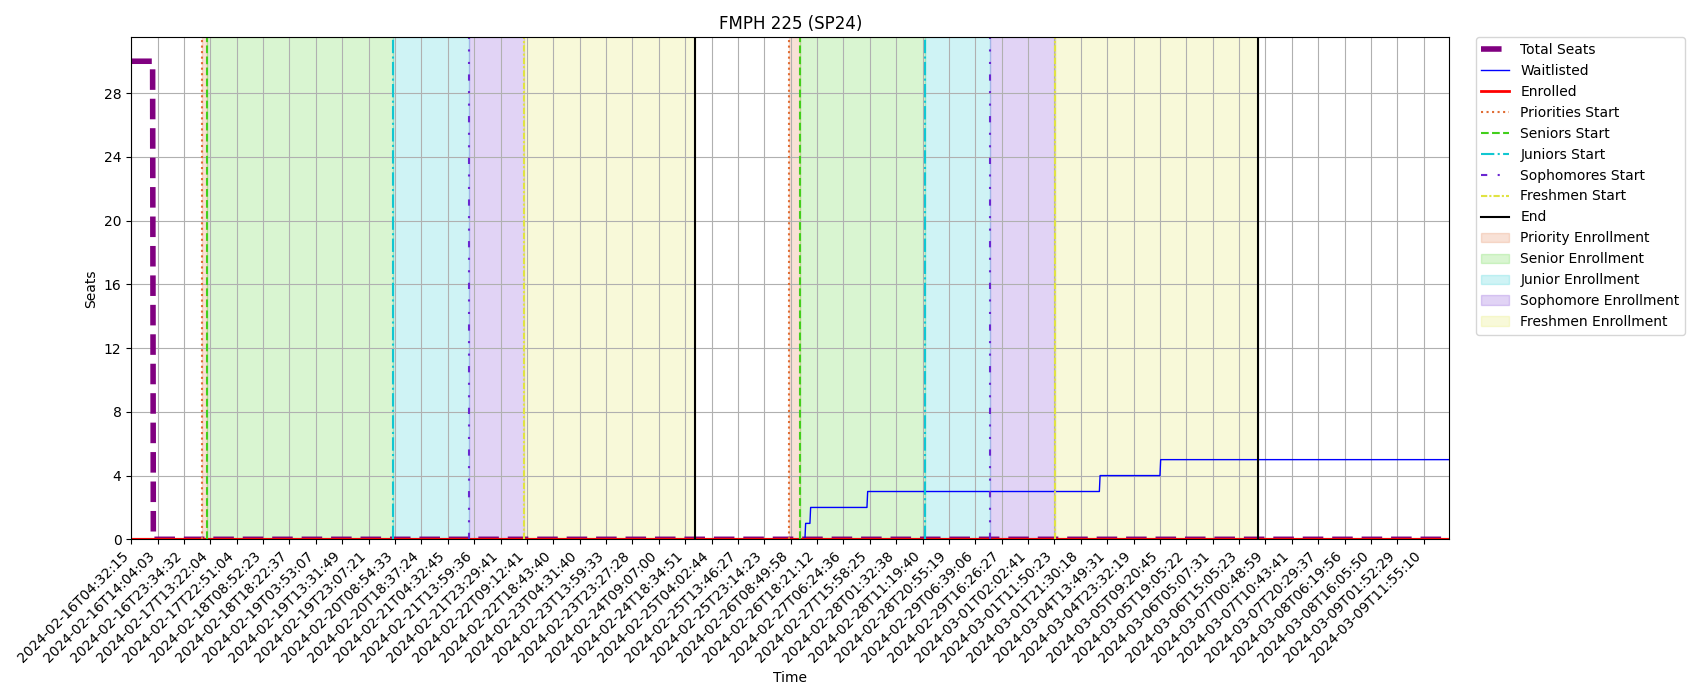 FMPH 225 (SP24)
Seats
28
24
20
16
12
8
4
0
2024-02-16T04:32:15
2024-02-16T14:04:03
2024-02-16T23:34:32
2024-02-17T13:22:04
2024-02-17T22:51:04
2024-02-18T08:52:23
2024-02-18T18:22:37
2024-02-19T03:53:07
2024-02-19T13:31:49
2024-02-19T23:07:21
2024-02-20T08:54:33
2024-02-20T18:37:24
2024-02-21T04:32:45
2024-02-21T13:59:36
2024-02-21T23:29:41
2024-02-22T09:12:41
2024-02-22T18:43:40
2024-02-23T04:31:40
2024-02-23T13:59:33
2024-02-23T23:27:28
2024-02-24T09:07:00
2024-02-24T18:34:51
2024-02-25T04:02:44
2024-02-25T13:46:27
2024-02-25T23:14:23
2024-02-26T08:49:58
2024-02-26T18:21:12
2024-02-27T06:24:36
2024-02-27T15:58:25
2024-02-28T01:32:38
2024-02-28T11:19:40
2024-02-28T20:55:19
2024-02-29T06:39:06
2024-02-29T16:26:27
2024-03-01T02:02:41
2024-03-01T11:50:23
2024-03-01T21:30:18
2024-03-04T13:49:31
2024-03-04T23:32:19
2024-03-05T09:20:45
2024-03-05T19:05:22
2024-03-06T05:07:31
2024-03-06T15:05:23
2024-03-07T00:48:59
2024-03-07T10:43:41
2024-03-07T20:29:37
2024-03-08T06:19:56
2024-03-08T16:05:50
2024-03-09T01:52:29
2024-03-09T11:55:10
Time
Total Seats
Waitlisted
Enrolled
Priorities Start
Seniors Start
Juniors Start
Sophomores Start
Freshmen Start
End
Priority Enrollment
Senior Enrollment
Junior Enrollment
Sophomore Enrollment
Freshmen Enrollment